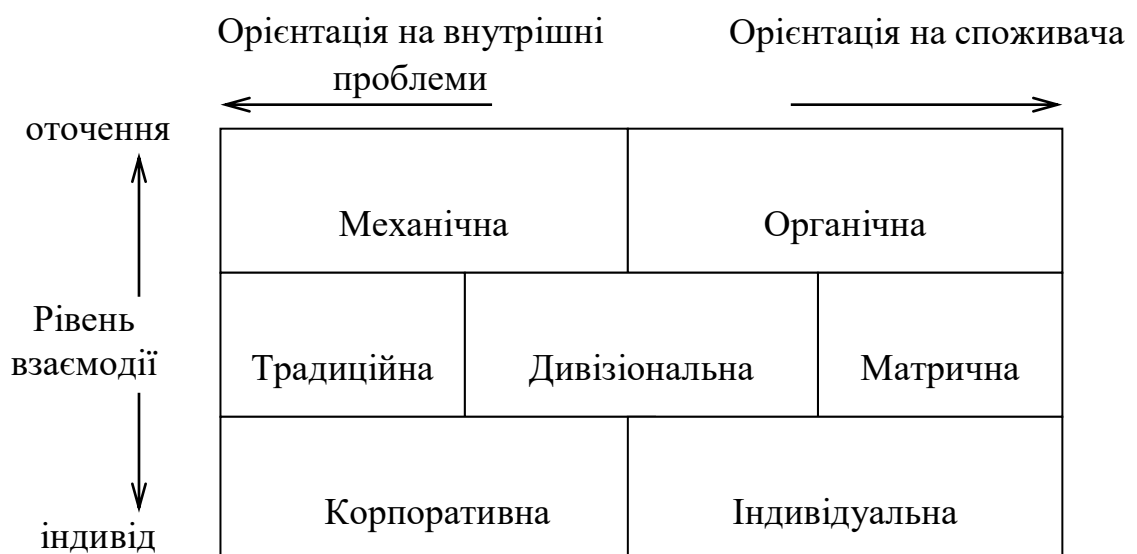 Орієнтація на внутрішні
проблеми
Орієнтація на споживача
оточення
Механічна
Органічна
Рівень
взаємодії
Традиційна
Дивізіональна
Матрична
Корпоративна
Індивідуальна
індивід